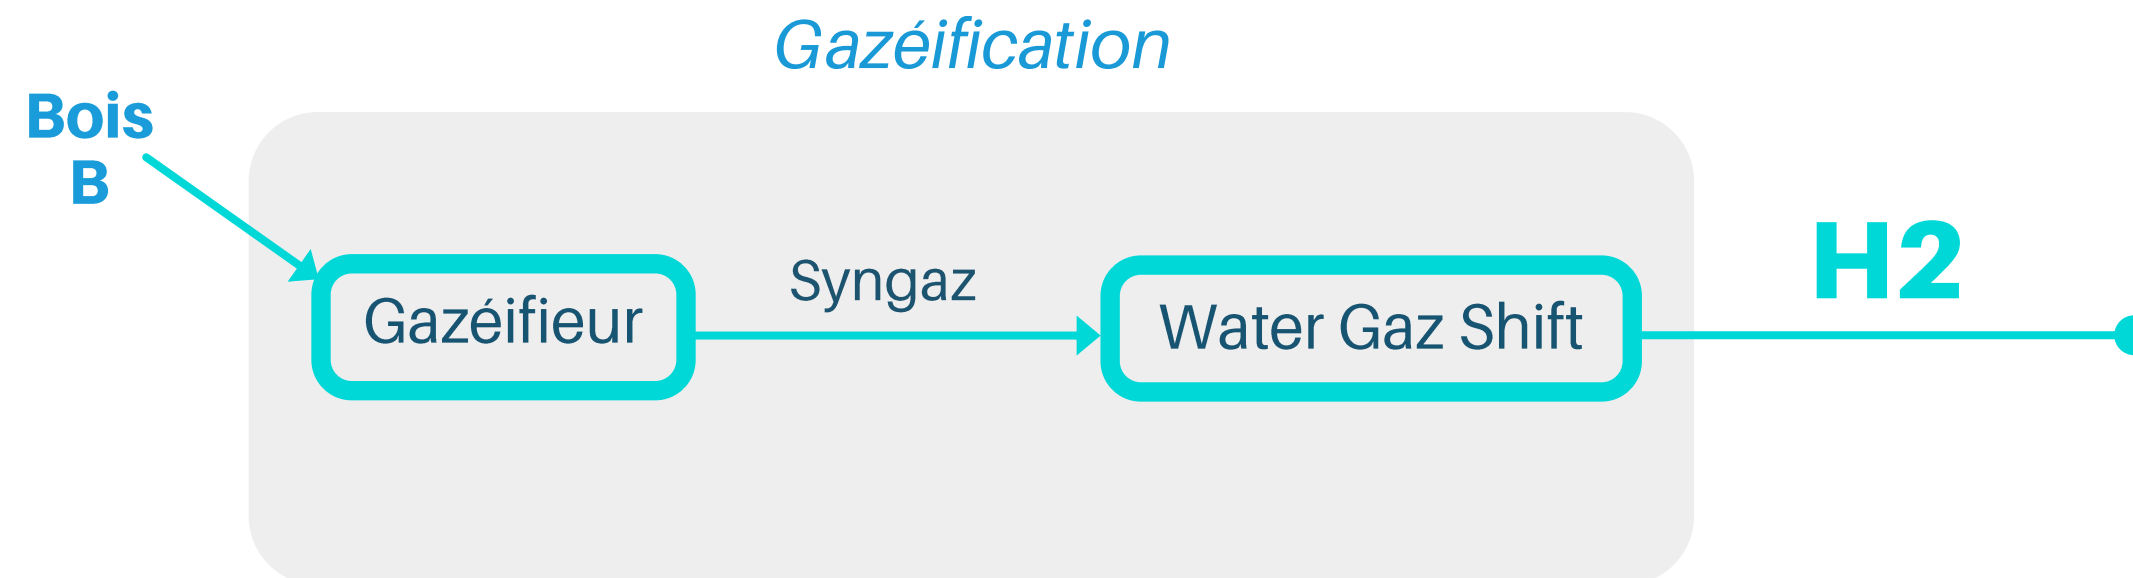 Gazéification
Bois
B
Gazéifieur
Syngaz
Water Gaz Shift
H2